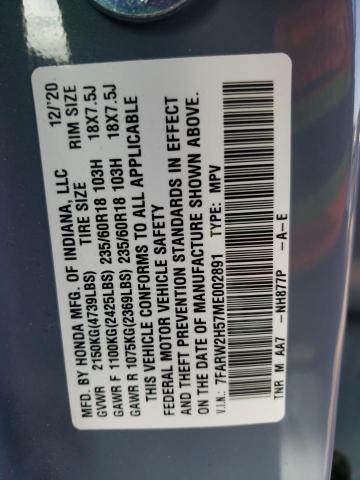 MFD. BY HONDA MFG. OF INDIANA, LLC 12/'20
TIRE SIZE RIM SIZE
GVWR 2150KG(4739LBS)
GAWR F 1100KG(2425LBS) 235/60R18 103H 18X7.5J
GAWR R 1075KG(2369LBS) 235/60R18 103H 18X7.5J
THIS VEHICLE CONFORMS TO ALL APPLICABLE
FEDERAL MOTOR VEHICLE SAFETY
AND THEFT PREVENTION STANDARDS IN EFFECT
ON THE DATE OF MANUFACTURE SHOWN ABOVE.
V.I.N.: 7FARW2H57ME002891 TYPE: MPV
TNR M AA7 -NH877P -A-E